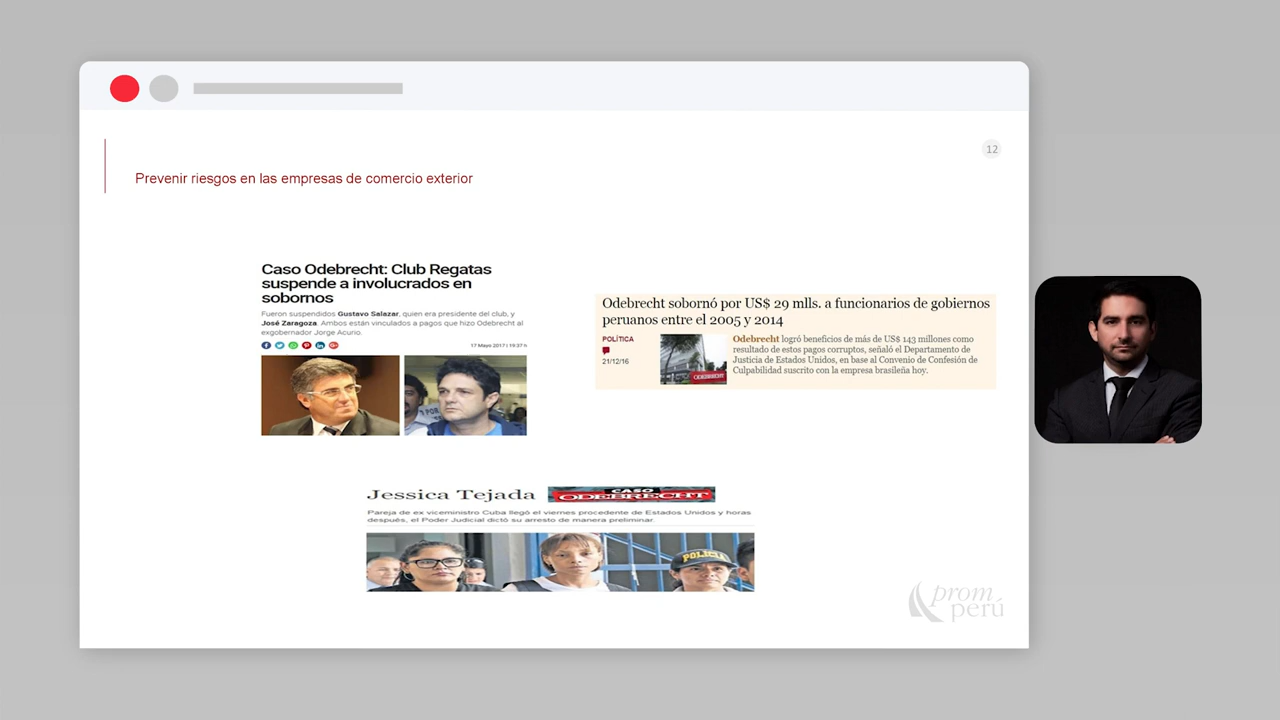 12
Prevenir riesgos en las empresas de comercio exterior
Caso Odebrecht: Club Regatas
suspende a involucrados en
sobornos
Fueron suspendidos Gustavo Salazar, quien era presidente del club, y
José Zaragoza. Ambos están vinculados a pagos que hizo Odebrecht al
exgobernador Jorge Acurio.
17 Mayo 2017 | 19:37 h
Odebrecht sobornó por US$ 29 mlls. a funcionarios de gobiernos
peruanos entre el 2005 y 2014
POLÍTICA
21/12/16
ODEBRECHT
Odebrecht logró beneficios de más de US$ 143 millones como
resultado de estos pagos corruptos, señaló el Departamento de
Justicia de Estados Unidos, en base al Convenio de Confesión de
Culpabilidad suscrito con la empresa brasileña hoy.
Jessica Tejada
CASO
ODEBRECHT
Pareja de ex viceministro Cuba llegó el viernes procedente de Estados Unidos y horas
después, el Poder Judicial dictó su arresto de manera preliminar.
POLICIA
prom
perú